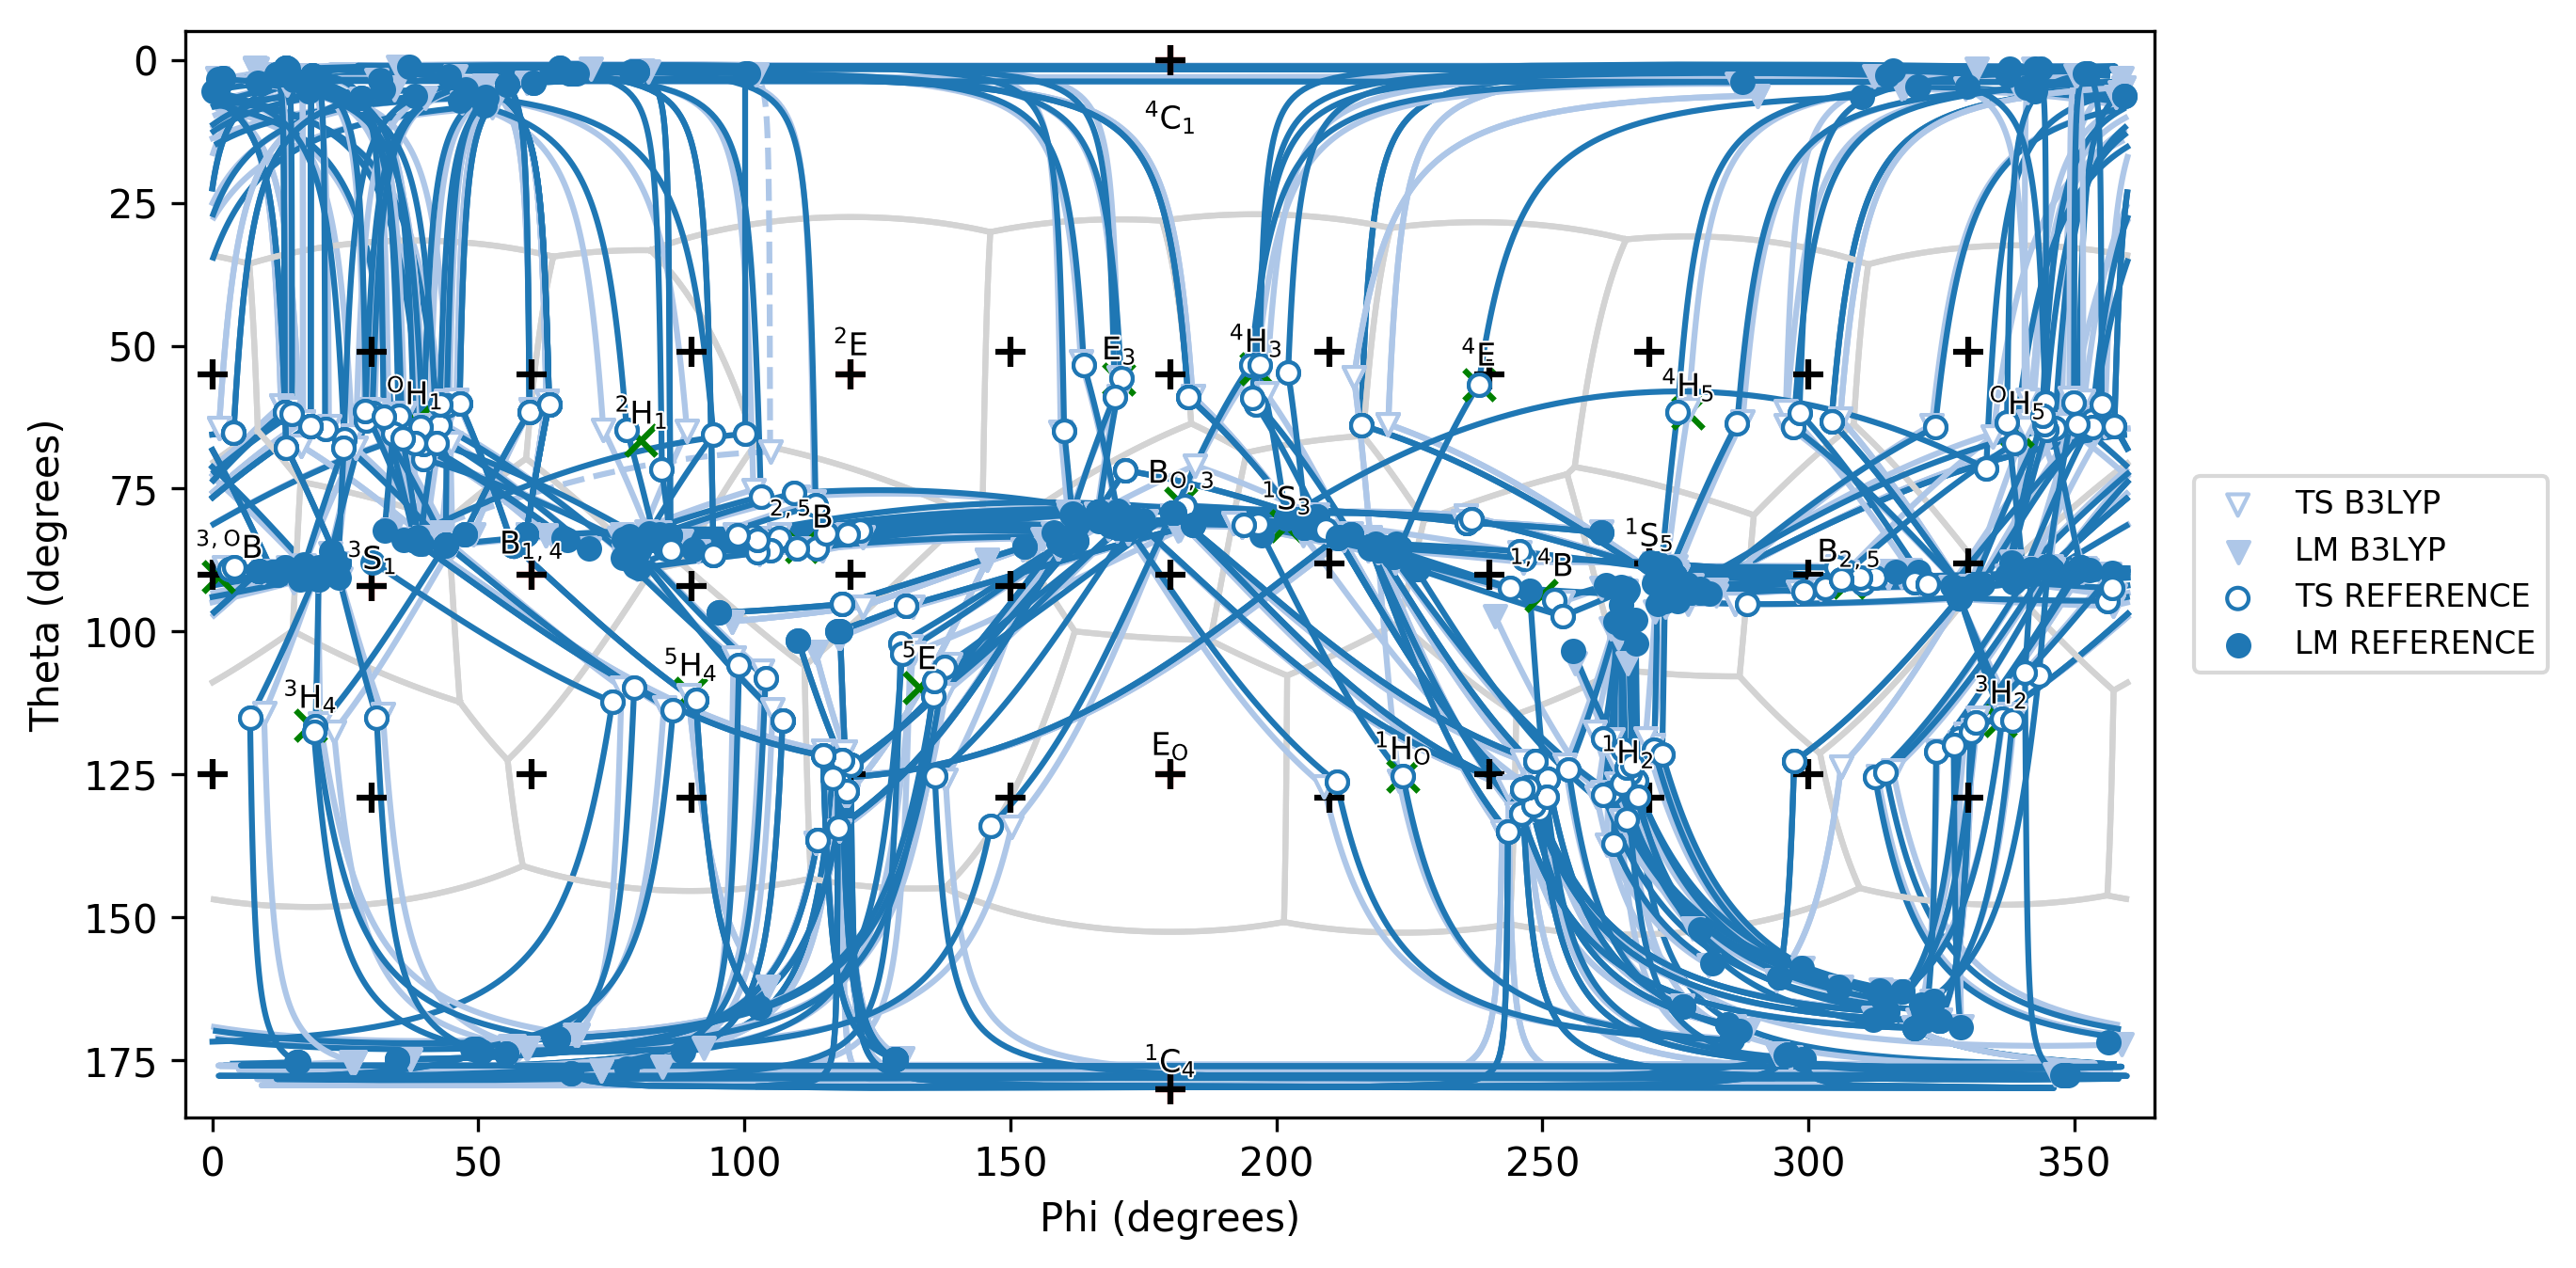 0
25
50
75
100
125
150
175
Theta (degrees)
0 50 100 150 200 250 300 350
Phi (degrees)
⁴C₁
²E
E₃
⁴H₃
⁴E
⁴H₅
ᴼH₁
²H₁
ᴼH₅
B_O,3
¹S₃
²,⁵B
³,ᴼB
³S₁
B₁,₄
¹S₅
¹,⁴B
B₂,₅
⁵E
⁵H₄
³H₄
³H₂
E_O
¹H_O
¹H₂
¹C₄
TS B3LYP
LM B3LYP
TS REFERENCE
LM REFERENCE